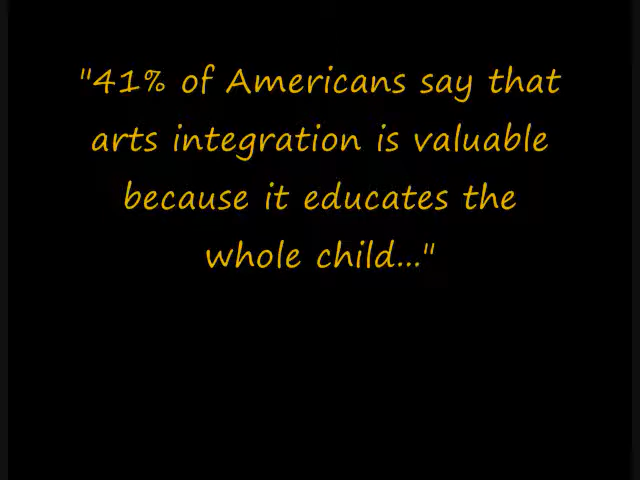 "41% of Americans say that
arts integration is valuable
because it educates the
whole child..."